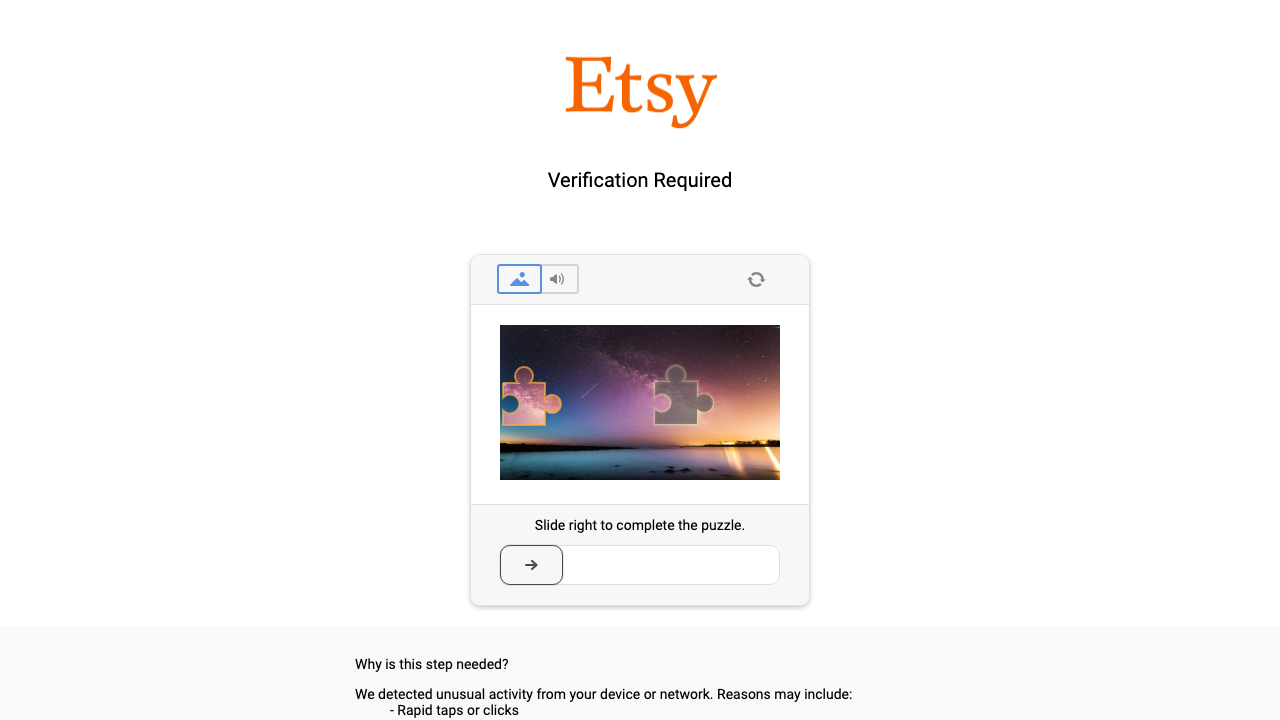 Etsy
Verification Required
Slide right to complete the puzzle.
Why is this step needed?
We detected unusual activity from your device or network. Reasons may include:
- Rapid taps or clicks